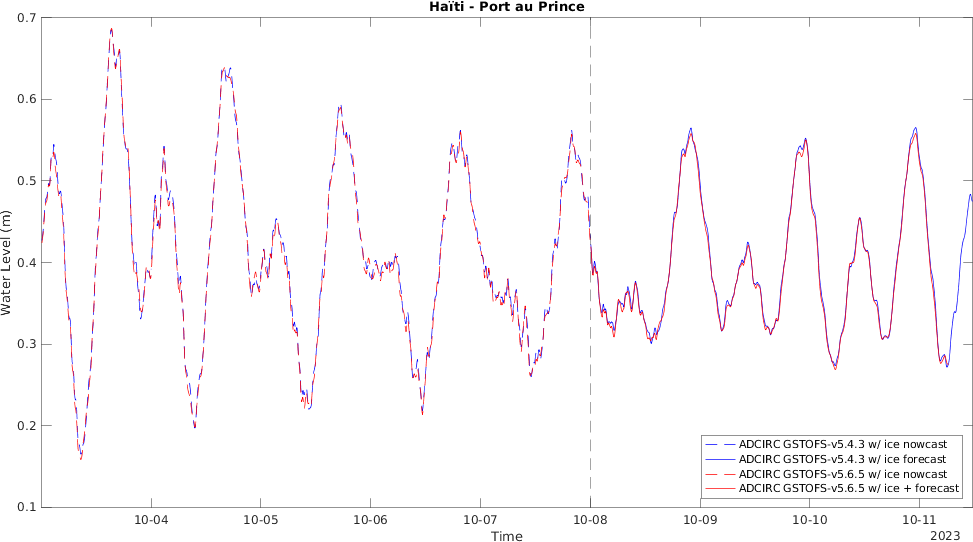 Haïti - Port au Prince
0.7
0.6
0.5
0.4
0.3
0.2
0.1
Water Level (m)
10-04 10-05 10-06 10-07 10-08 10-09 10-10 10-11
Time
2023
ADCIRC GSTOFS-v5.4.3 w/ ice nowcast
ADCIRC GSTOFS-v5.4.3 w/ ice forecast
ADCIRC GSTOFS-v5.6.5 w/ ice nowcast
ADCIRC GSTOFS-v5.6.5 w/ ice + forecast